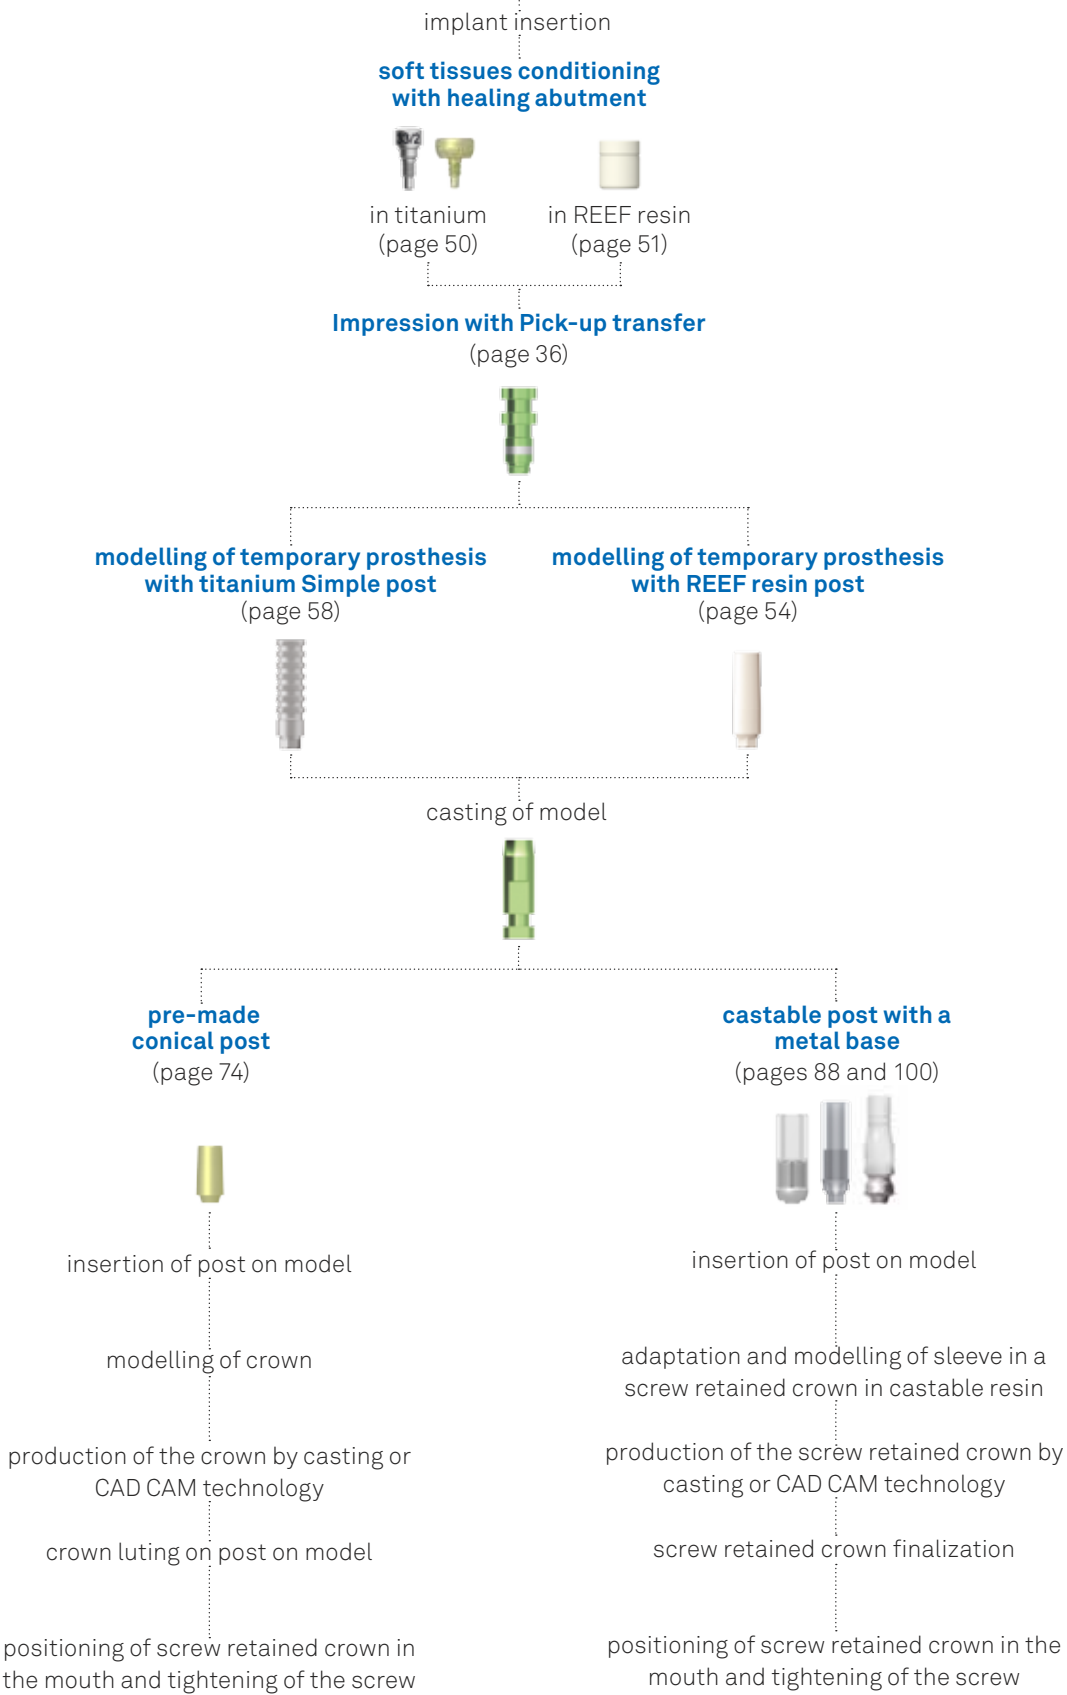 implant insertion
soft tissues conditioning
with healing abutment
3/2
in titanium
(page 50)
in REEF resin
(page 51)
Impression with Pick-up transfer
(page 36)
modelling of temporary prosthesis
with titanium Simple post
(page 58)
modelling of temporary prosthesis
with REEF resin post
(page 54)
casting of model
pre-made
conical post
(page 74)
castable post with a
metal base
(pages 88 and 100)
insertion of post on model
modelling of crown
production of the crown by casting or
CAD CAM technology
crown luting on post on model
positioning of screw retained crown in
the mouth and tightening of the screw
insertion of post on model
adaptation and modelling of sleeve in a
screw retained crown in castable resin
production of the screw retained crown by
casting or CAD CAM technology
screw retained crown finalization
positioning of screw retained crown in the
mouth and tightening of the screw